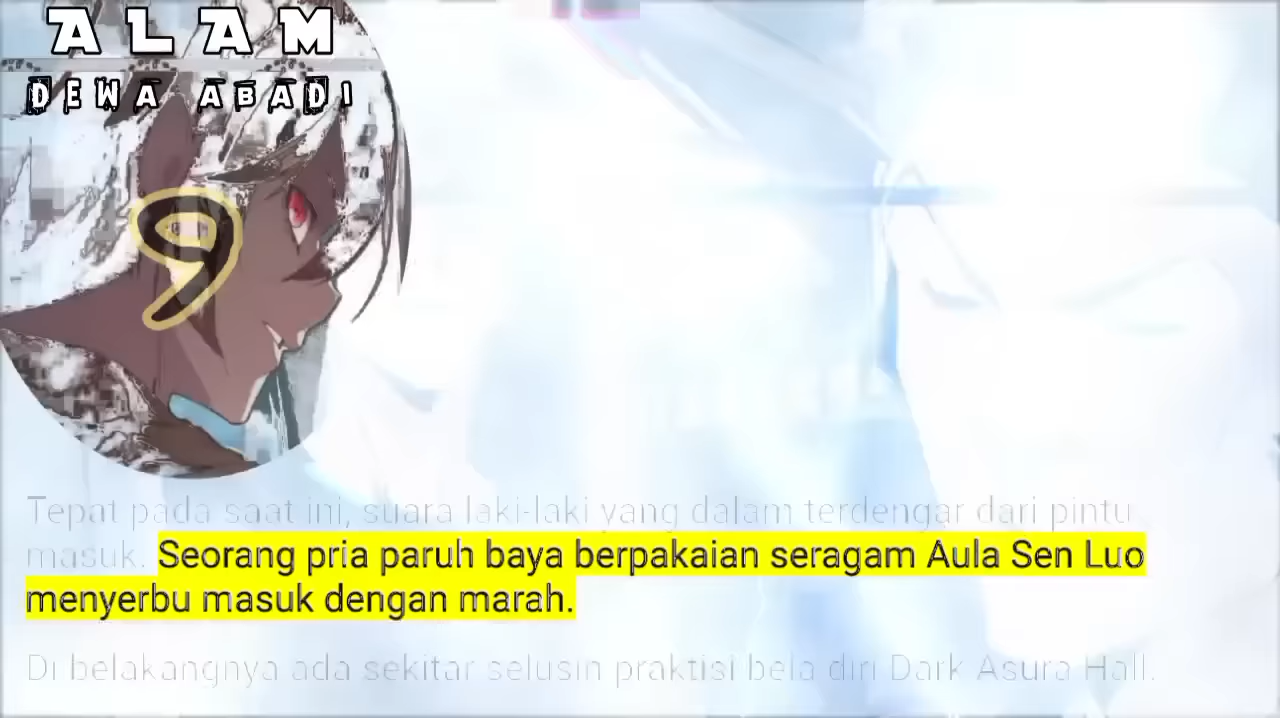 ALAM
DEWA ABADI
9
Tepat pada saat ini, suara laki-laki yang dalam terdengar dari pintu
masuk. Seorang pria paruh baya berpakaian seragam Aula Sen Luo
menyerbu masuk dengan marah.
Di belakangnya ada sekitar selusin praktisi bela diri Dark Asura Hall.